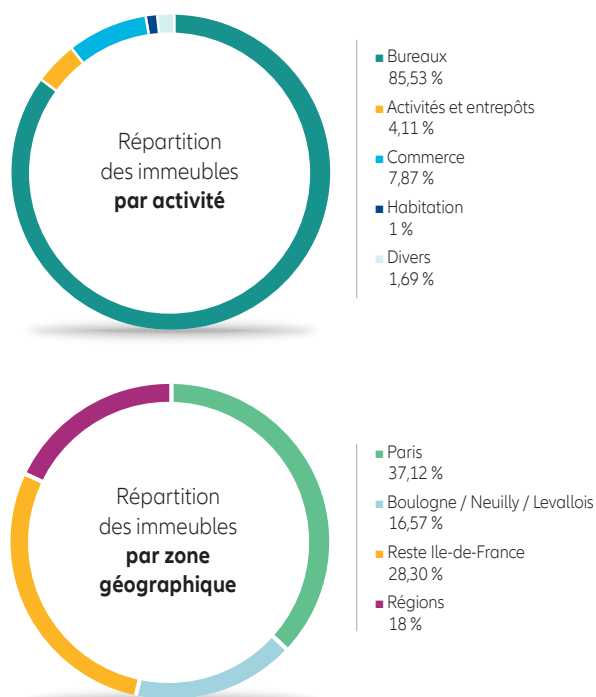 Répartition
des immeubles
par activité
Bureaux
85,53 %
Activités et entrepôts
4,11 %
Commerce
7,87 %
Habitation
1 %
Divers
1,69 %
Répartition
des immeubles
par zone
géographique
Paris
37,12 %
Boulogne / Neuilly / Levallois
16,57 %
Reste Ile-de-France
28,30 %
Régions
18 %